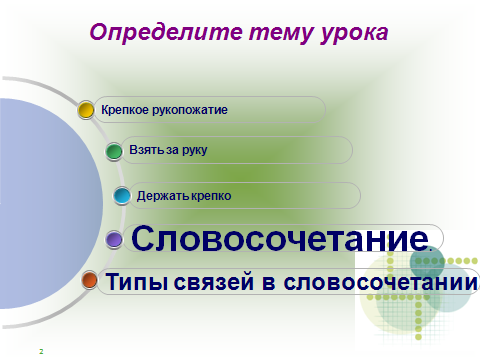 Определите тему урока
Крепкое рукопожатие
Взять за руку
Держать крепко
Словосочетание.
Типы связей в словосочетании.
2